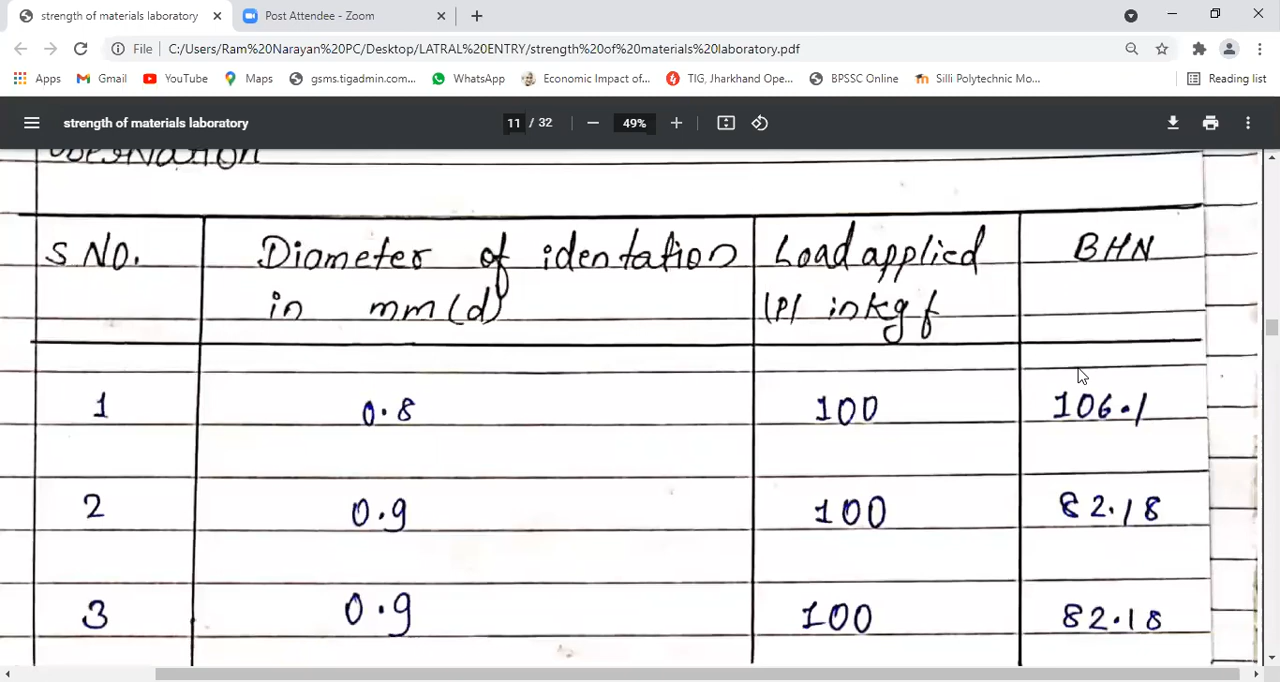 strength of materials laboratory
Post Attendee - Zoom
File C:/Users/Ram%20Narayan%20PC/Desktop/LATRAL%20ENTRY/strength%20of%20materials%20laboratory.pdf
Apps Gmail YouTube Maps gsms.tigadmin.com... WhatsApp Economic Impact of... TIG, Jharkhand Ope... BPSSC Online Silli Polytechnic Mo... Reading list
strength of materials laboratory 11 / 32 49%
S NO. Diameter of identation in mm (d) Load applied (P) in kgf BHN
1 0.8 100 106.1
2 0.9 100 82.18
3 0.9 100 82.18